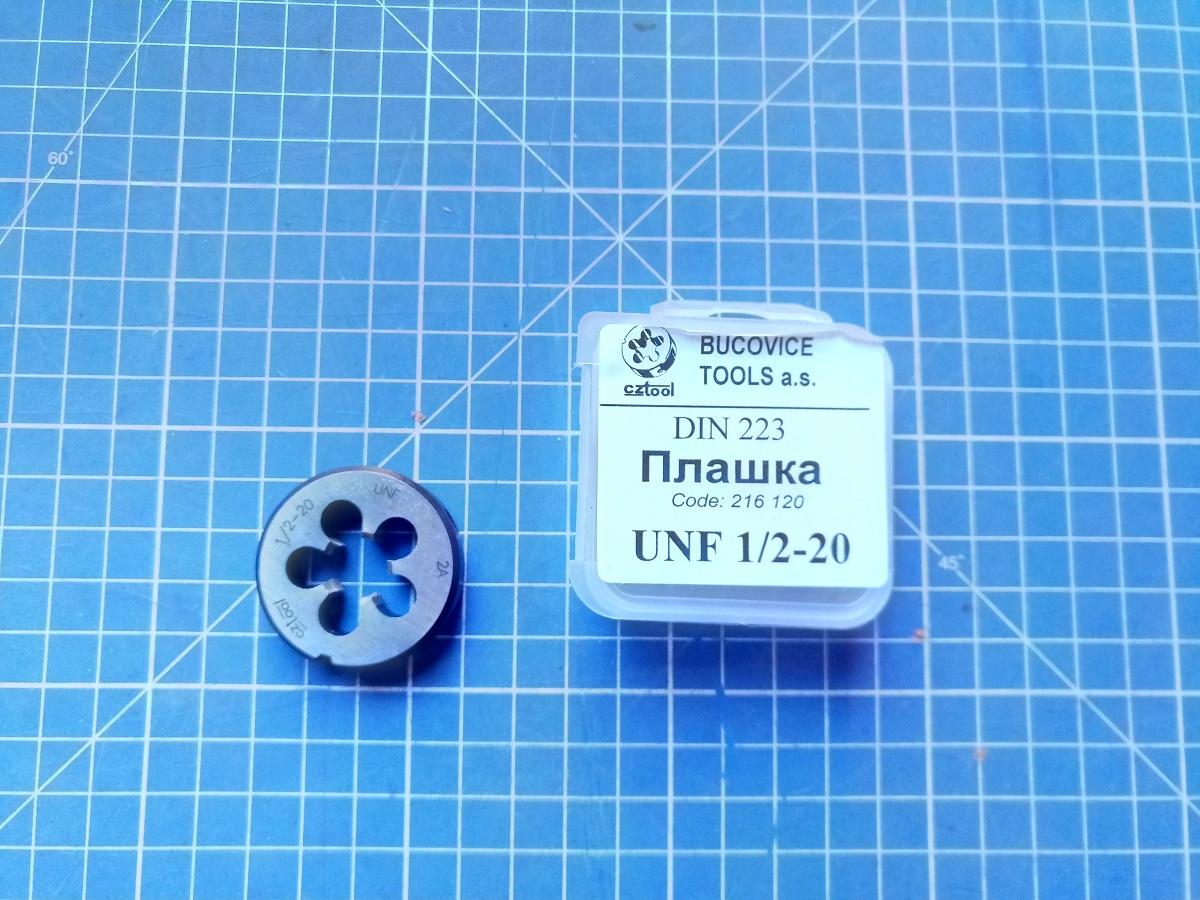 60°
BUCOVICE
TOOLS a.s.
cztool
DIN 223
Плашка
Code: 216 120
UNF 1/2-20
UNF
1/2-20
2A
cztool
45°